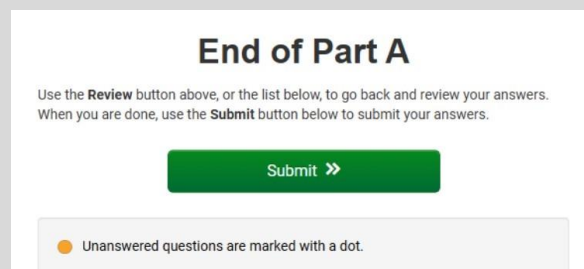 End of Part A
Use the Review button above, or the list below, to go back and review your answers.
When you are done, use the Submit button below to submit your answers.
Submit »
Unanswered questions are marked with a dot.